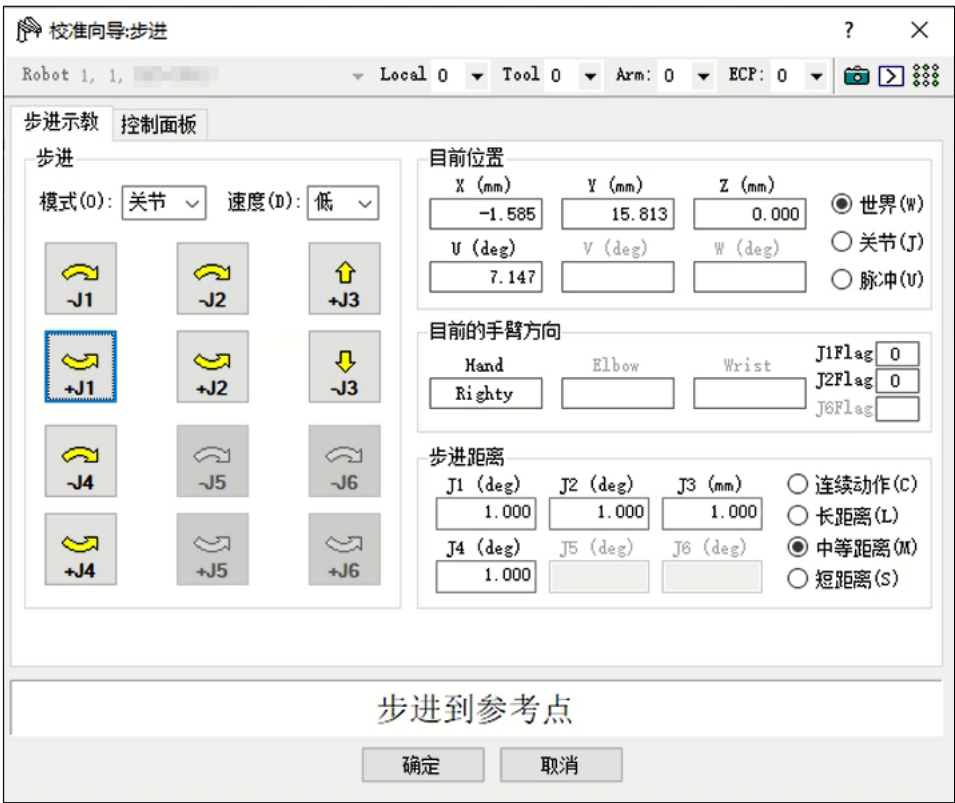 校准向导:步进 ?
Robot 1, 1, Local 0 Tool 0 Arm: 0 ECP: 0
步进示教 控制面板
步进
模式(O): 关节 速度(D): 低
-J1 -J2 +J3
+J1 +J2 -J3
-J4 -J5 -J6
+J4 +J5 +J6
目前位置
X (mm) Y (mm) Z (mm)
-1.585 15.813 0.000
U (deg) V (deg) W (deg)
7.147
世界(W)
关节(J)
脉冲(U)
目前的手臂方向
Hand Elbow Wrist
Righty
J1Flag 0
J2Flag 0
J6Flag
步进距离
J1 (deg) J2 (deg) J3 (mm)
1.000 1.000 1.000
J4 (deg) J5 (deg) J6 (deg)
1.000
连续动作(C)
长距离(L)
中等距离(M)
短距离(S)
步进到参考点
确定 取消